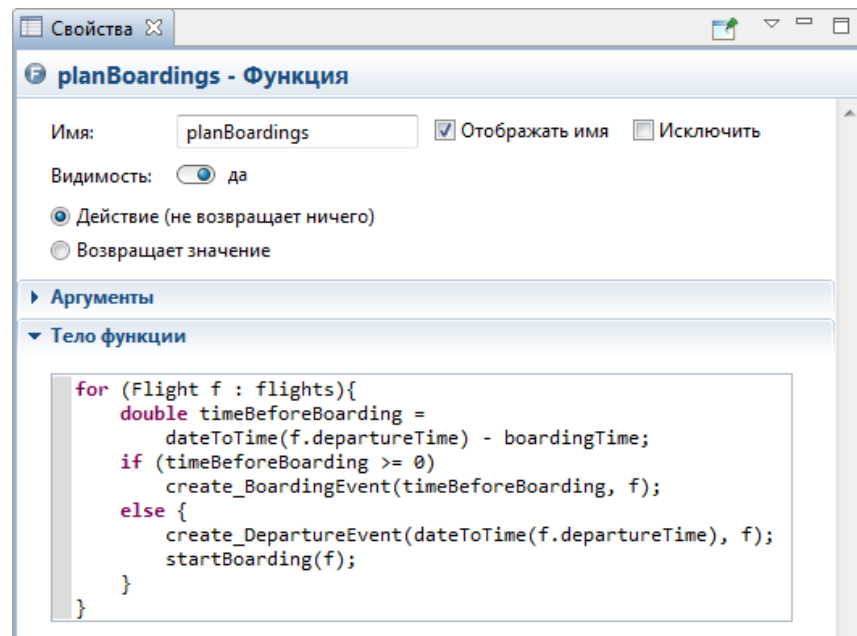 Свойства
planBoardings - Функция
Имя: planBoardings Отображать имя Исключить
Видимость: да
Действие (не возвращает ничего)
Возвращает значение
Аргументы
Тело функции
for (Flight f : flights){
    double timeBeforeBoarding =
        dateToTime(f.departureTime) - boardingTime;
    if (timeBeforeBoarding >= 0)
        create_BoardingEvent(timeBeforeBoarding, f);
    else {
        create_DepartureEvent(dateToTime(f.departureTime), f);
        startBoarding(f);
    }
}